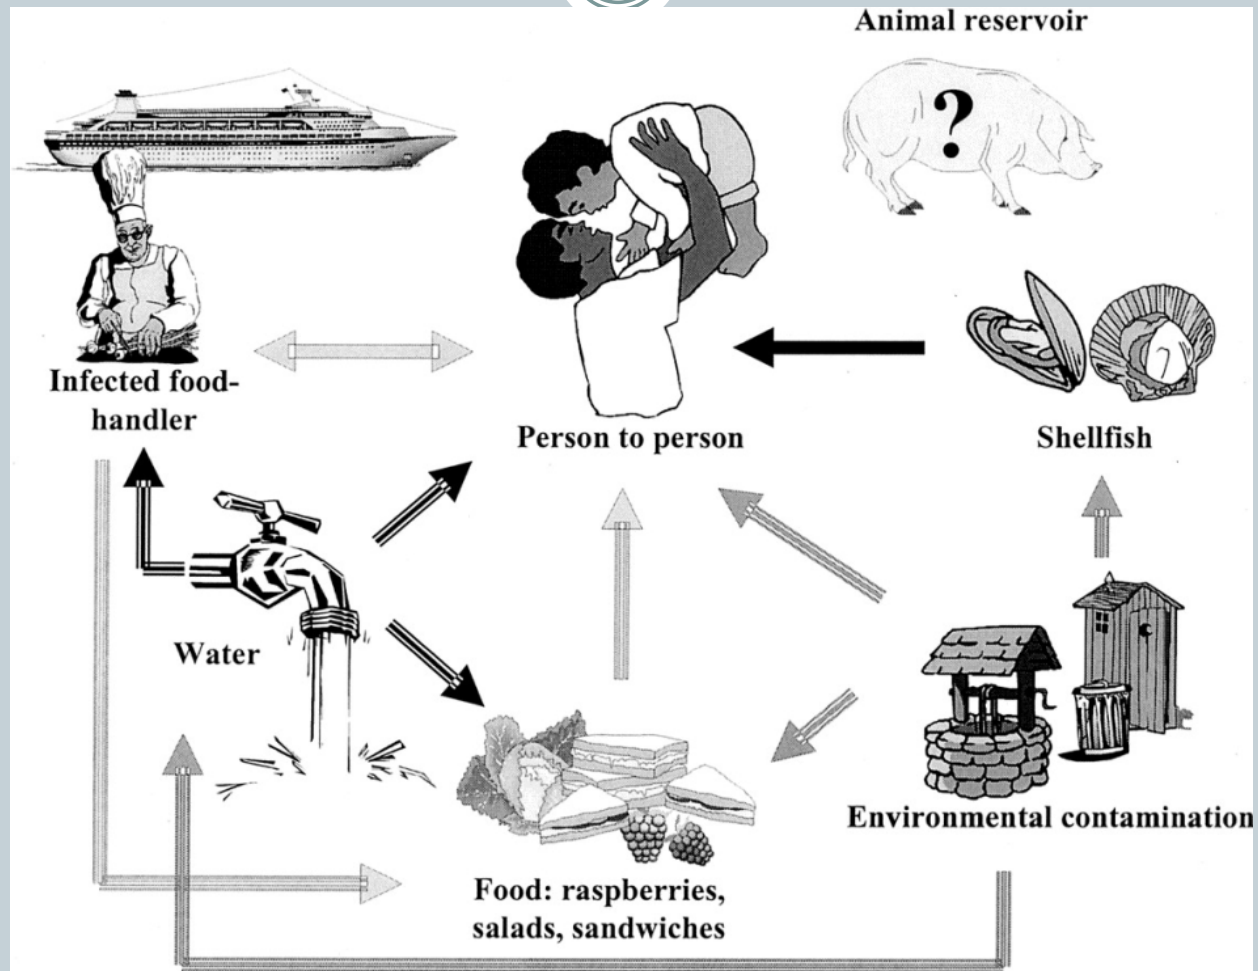 Animal reservoir
?
Infected food-
handler
Person to person
Shellfish
Water
Environmental contamination
Food: raspberries,
salads, sandwiches